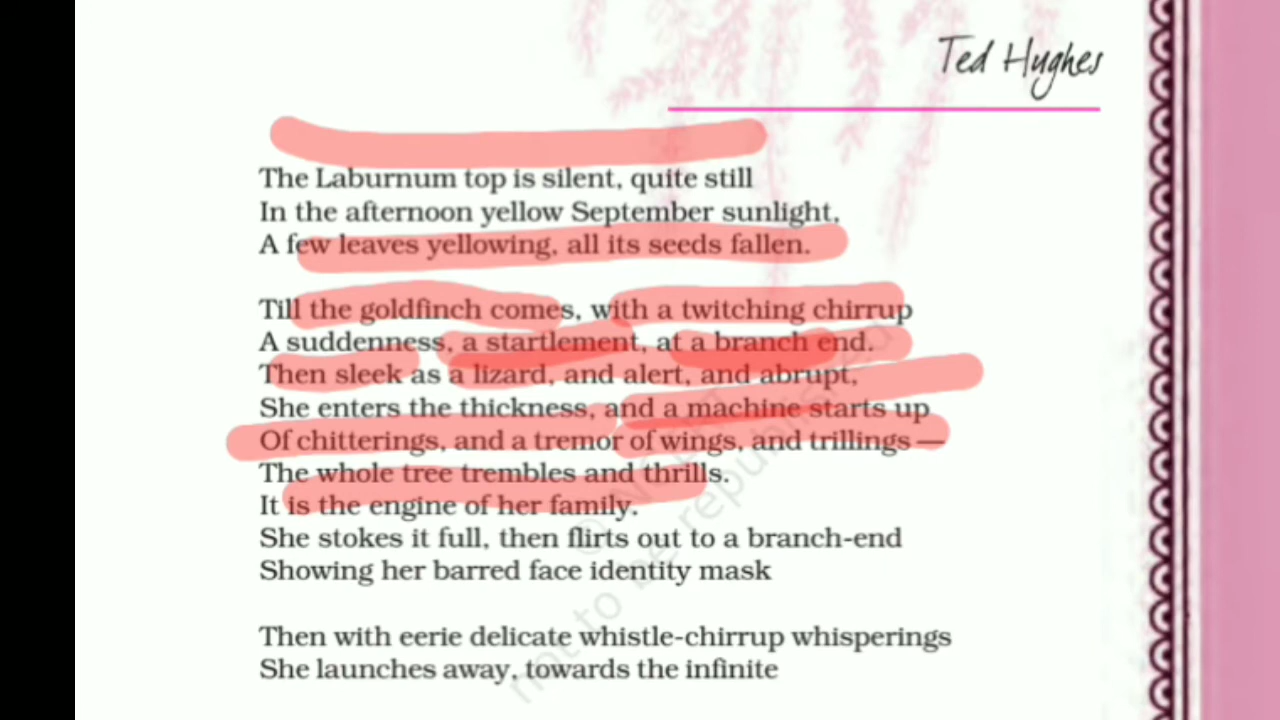 Ted Hughes
The Laburnum top is silent, quite still
In the afternoon yellow September sunlight,
A few leaves yellowing, all its seeds fallen.
Till the goldfinch comes, with a twitching chirrup
A suddenness, a startlement, at a branch end.
Then sleek as a lizard, and alert, and abrupt,
She enters the thickness, and a machine starts up
Of chitterings, and a tremor of wings, and trillings —
The whole tree trembles and thrills.
It is the engine of her family.
She stokes it full, then flirts out to a branch-end
Showing her barred face identity mask
Then with eerie delicate whistle-chirrup whisperings
She launches away, towards the infinite
not to be republished